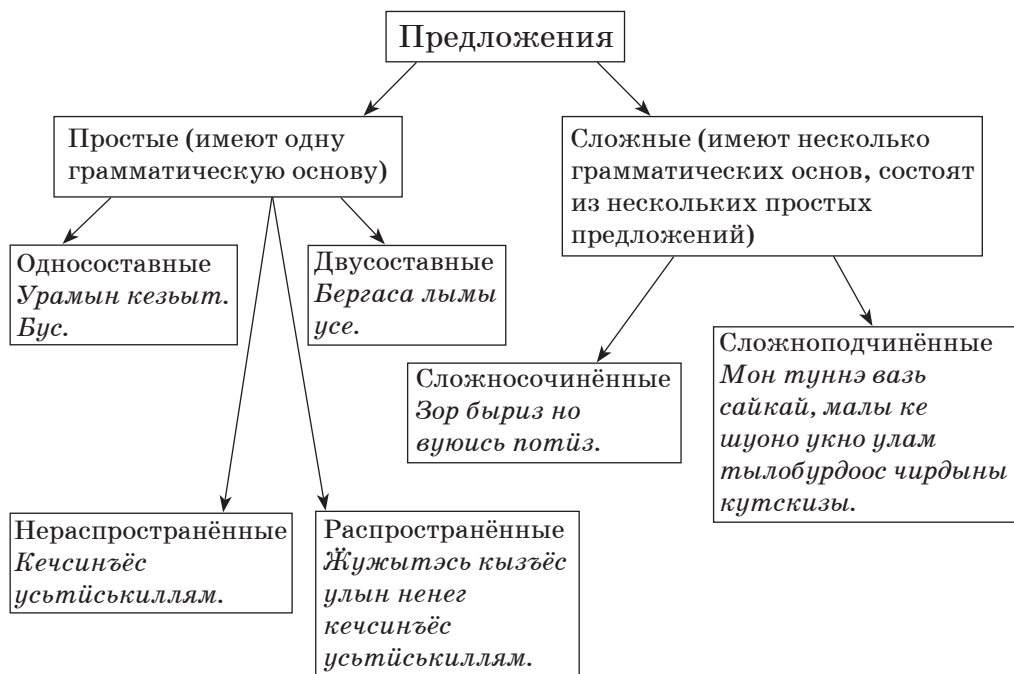 Предложения
Простые (имеют одну
грамматическую основу)
Сложные (имеют несколько
грамматических основ, состоят
из нескольких простых
предложений)
Односоставные
Урамын кезьыт.
Бус.
Двусоставные
Бергаса лымы
усе.
Сложносочинённые
Зор быриз но
вуюись потӥз.
Сложноподчинённые
Мон туннэ вазь
сайкай, малы ке
шуоно укно улам
тылобурдоос чирдыны
кутскизы.
Нераспространённые
Кечсинъёс
усьтӥськиллям.
Распространённые
Ӝужытэсь кызъёс
улын ненег
кечсинъёс
усьтӥськиллям.